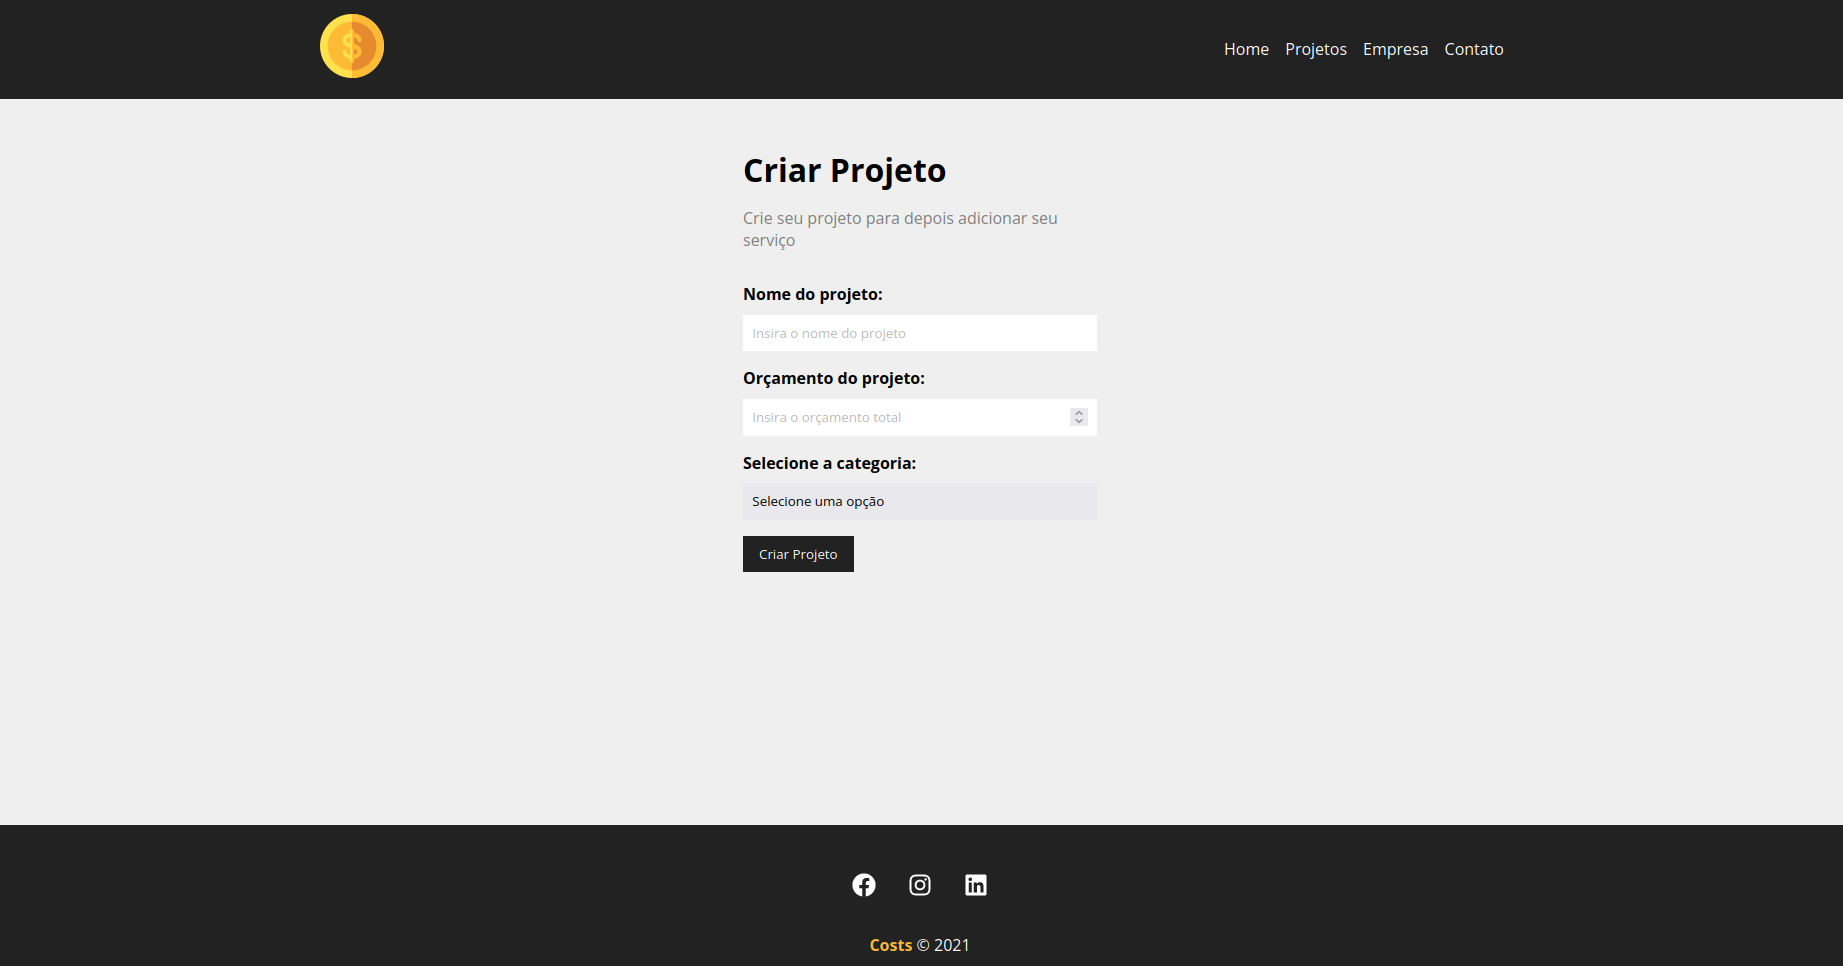 $
Home Projetos Empresa Contato
Criar Projeto
Crie seu projeto para depois adicionar seu
serviço
Nome do projeto:
Insira o nome do projeto
Orçamento do projeto:
Insira o orçamento total
Selecione a categoria:
Selecione uma opção
Criar Projeto
Costs © 2021